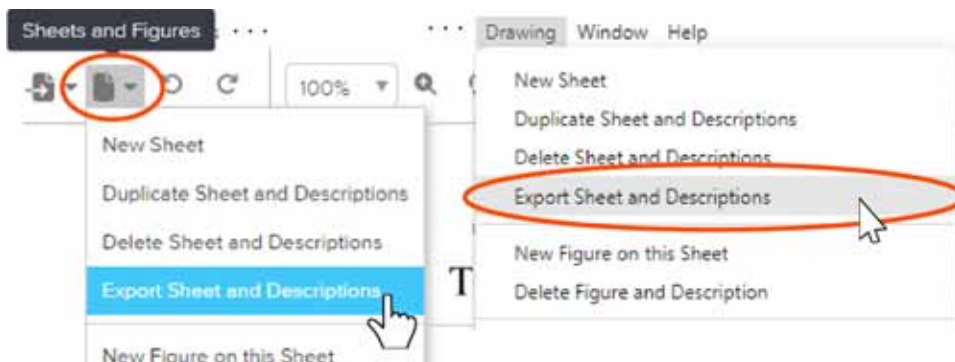 Sheets and Figures
Drawing Window Help
100%
New Sheet
Duplicate Sheet and Descriptions
Delete Sheet and Descriptions
Export Sheet and Descriptions
New Figure on this Sheet
T
New Sheet
Duplicate Sheet and Descriptions
Delete Sheet and Descriptions
Export Sheet and Descriptions
New Figure on this Sheet
Delete Figure and Description